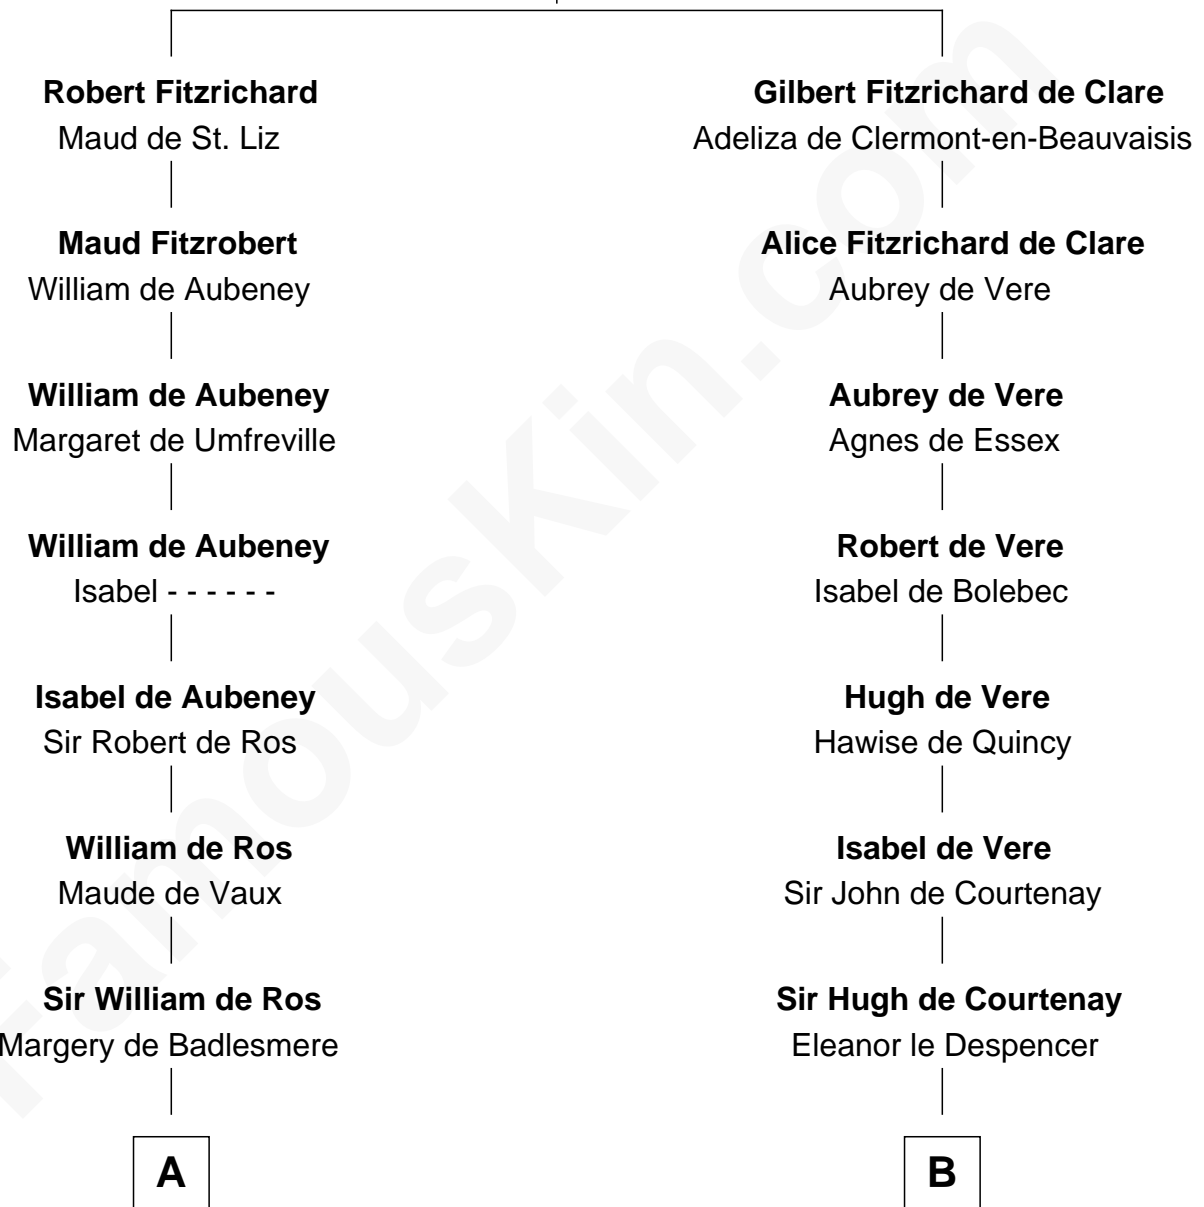 Robert Fitzrichard
Maud de St. Liz
Maud Fitzrobert
William de Aubeney
William de Aubeney
Margaret de Umfreville
William de Aubeney
Isabel - - - - - -
Isabel de Aubeney
Sir Robert de Ros
William de Ros
Maude de Vaux
Sir William de Ros
Margery de Badlesmere
A
Gilbert Fitzrichard de Clare
Adeliza de Clermont-en-Beauvaisis
Alice Fitzrichard de Clare
Aubrey de Vere
Aubrey de Vere
Agnes de Essex
Robert de Vere
Isabel de Bolebec
Hugh de Vere
Hawise de Quincy
Isabel de Vere
Sir John de Courtenay
Sir Hugh de Courtenay
Eleanor le Despencer
B
FamousKin.com